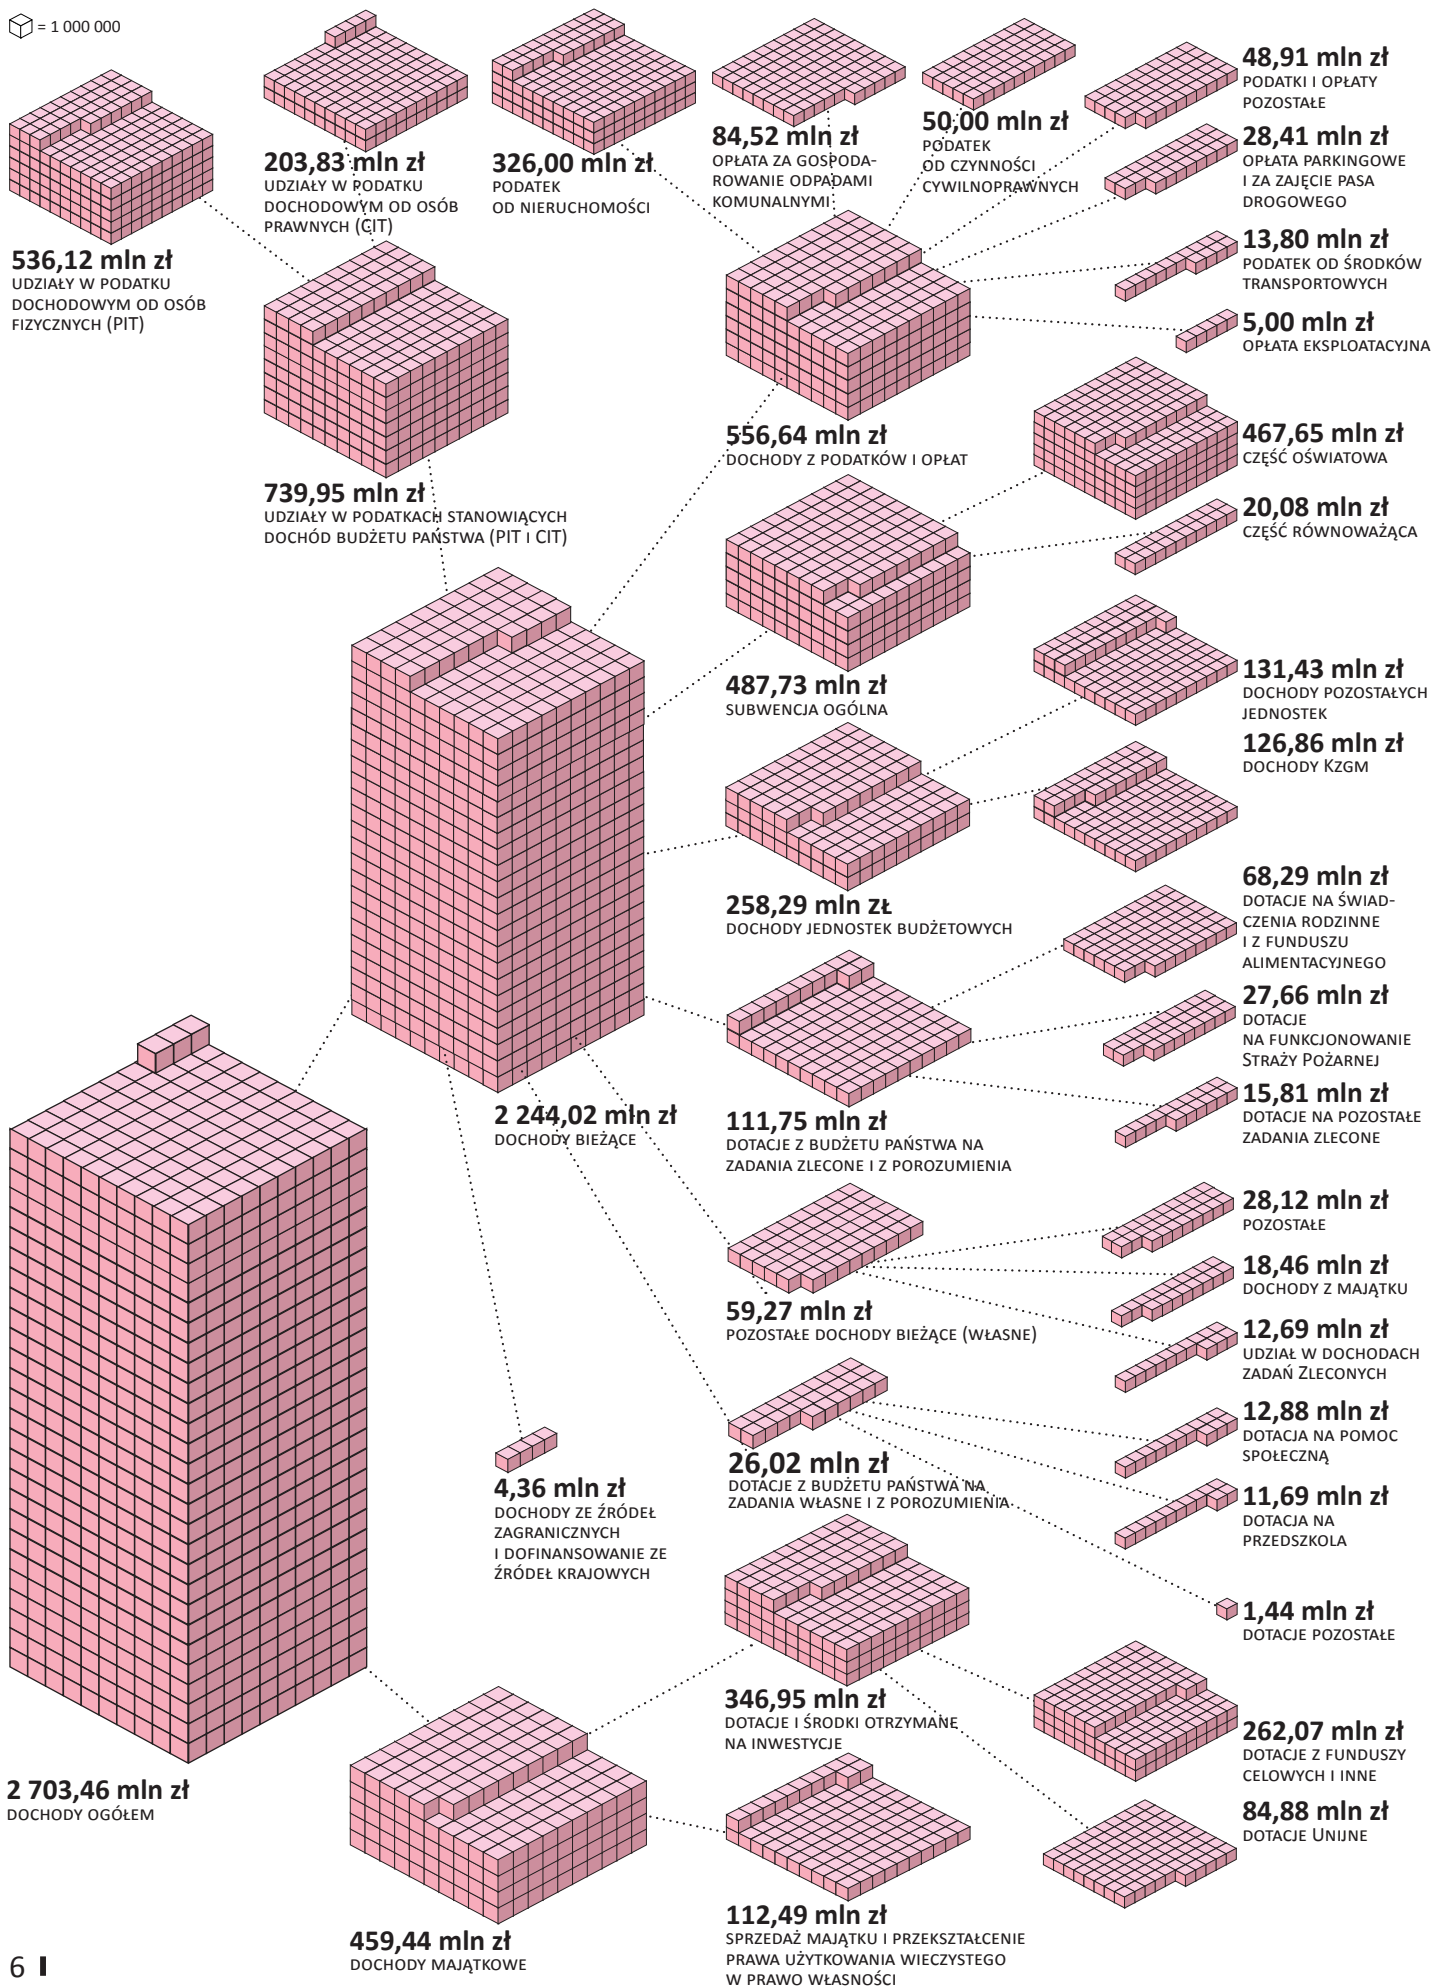 = 1 000 000
536,12 mln zł
UDZIAŁY W PODATKU
DOCHODOWYM OD OSÓB
FIZYCZNYCH (PIT)
203,83 mln zł
UDZIAŁY W PODATKU
DOCHODOWYM OD OSÓB
PRAWNYCH (CIT)
326,00 mln zł
PODATEK
OD NIERUCHOMOŚCI
84,52 mln zł
OPŁATA ZA GOSPODA-
ROWANIE ODPADAMI
KOMUNALNYMI
50,00 mln zł
PODATEK
OD CZYNNOŚCI
CYWILNOPRAWNYCH
48,91 mln zł
PODATKI I OPŁATY
POZOSTAŁE
28,41 mln zł
OPŁATA PARKINGOWE
I ZA ZAJĘCIE PASA
DROGOWEGO
13,80 mln zł
PODATEK OD ŚRODKÓW
TRANSPORTOWYCH
5,00 mln zł
OPŁATA EKSPLOATACYJNA
739,95 mln zł
UDZIAŁY W PODATKACH STANOWIĄCYCH
DOCHÓD BUDŻETU PAŃSTWA (PIT I CIT)
556,64 mln zł
DOCHODY Z PODATKÓW I OPŁAT
467,65 mln zł
CZĘŚĆ OŚWIATOWA
20,08 mln zł
CZĘŚĆ RÓWNOWAŻĄCA
487,73 mln zł
SUBWENCJA OGÓLNA
131,43 mln zł
DOCHODY POZOSTAŁYCH
JEDNOSTEK
126,86 mln zł
DOCHODY KZGM
258,29 mln zŁ
DOCHODY JEDNOSTEK BUDŻETOWYCH
68,29 mln zł
DOTACJE NA ŚWIAD-
CZENIA RODZINNE
I Z FUNDUSZU
ALIMENTACYJNEGO
27,66 mln zł
DOTACJE
NA FUNKCJONOWANIE
STRAŻY POŻARNEJ
15,81 mln zł
DOTACJE NA POZOSTAŁE
ZADANIA ZLECONE
2 244,02 mln zł
DOCHODY BIEŻĄCE
111,75 mln zł
DOTACJE Z BUDŻETU PAŃSTWA NA
ZADANIA ZLECONE I Z POROZUMIENIA
28,12 mln zł
POZOSTAŁE
18,46 mln zł
DOCHODY Z MAJĄTKU
12,69 mln zł
UDZIAŁ W DOCHODACH
ZADAŃ ZLECONYCH
59,27 mln zł
POZOSTAŁE DOCHODY BIEŻĄCE (WŁASNE)
12,88 mln zł
DOTACJA NA POMOC
SPOŁECZNĄ
11,69 mln zł
DOTACJA NA
PRZEDSZKOLA
1,44 mln zł
DOTACJE POZOSTAŁE
26,02 mln zł
DOTACJE Z BUDŻETU PAŃSTWA NA
ZADANIA WŁASNE I Z POROZUMIENIA
4,36 mln zł
DOCHODY ZE ŹRÓDEŁ
ZAGRANICZNYCH
I DOFINANSOWANIE ZE
ŹRÓDEŁ KRAJOWYCH
346,95 mln zł
DOTACJE I ŚRODKI OTRZYMANE
NA INWESTYCJE
262,07 mln zł
DOTACJE Z FUNDUSZY
CELOWYCH I INNE
84,88 mln zł
DOTACJE UNIJNE
2 703,46 mln zł
DOCHODY OGÓŁEM
459,44 mln zł
DOCHODY MAJĄTKOWE
112,49 mln zł
SPRZEDAŻ MAJĄTKU I PRZEKSZTAŁCENIE
PRAWA UŻYTKOWANIA WIECZYSTEGO
W PRAWO WŁASNOŚCI
6